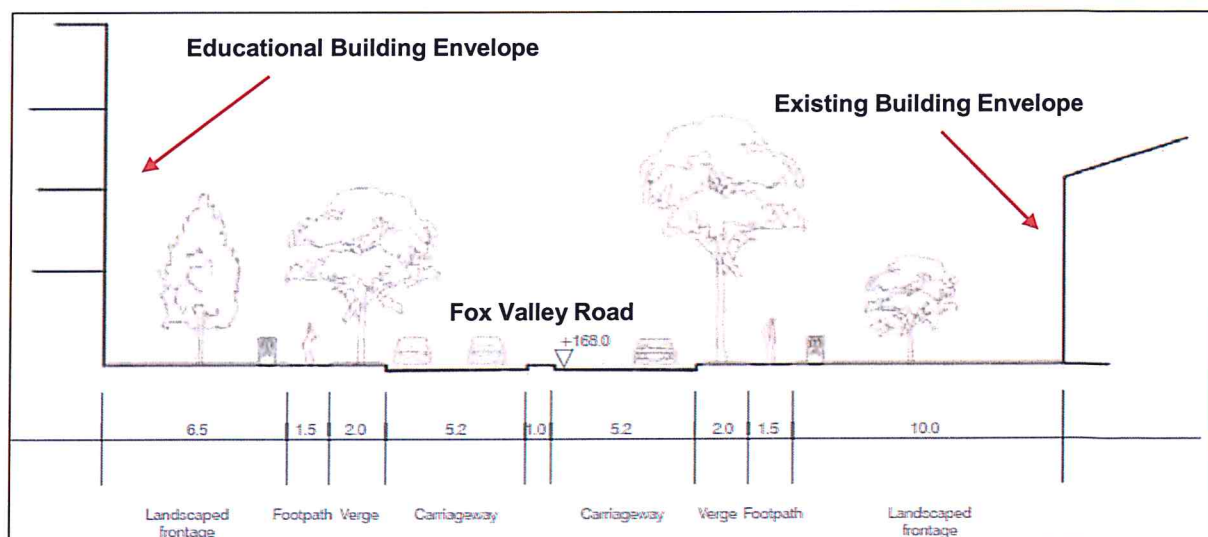 Educational Building Envelope
Existing Building Envelope
Fox Valley Road
+168.0
6.5 1.5 2.0 5.2 1.0 5.2 2.0 1.5 10.0
Landscaped frontage Footpath Verge Carriageway Carriageway Verge Footpath Landscaped frontage